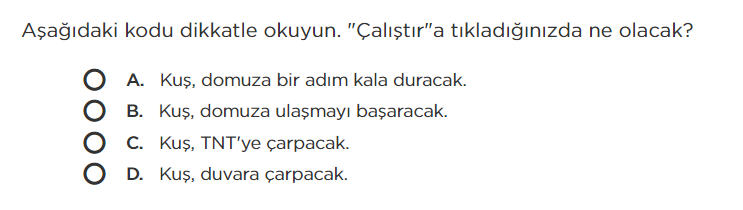 Aşağıdaki kodu dikkatle okuyun. "Çalıştır"a tıkladığınızda ne olacak?
A. Kuş, domuza bir adım kala duracak.
B. Kuş, domuza ulaşmayı başaracak.
C. Kuş, TNT'ye çarpacak.
D. Kuş, duvara çarpacak.